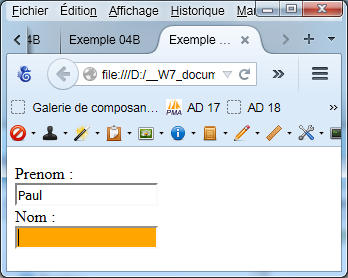 Fichier Édition Affichage Historique
4B Exemple 04B Exemple ...
file:///D:/__W7_docum
Galerie de composan... PMA AD 17 AD 18 »
Prenom :
Paul
Nom :